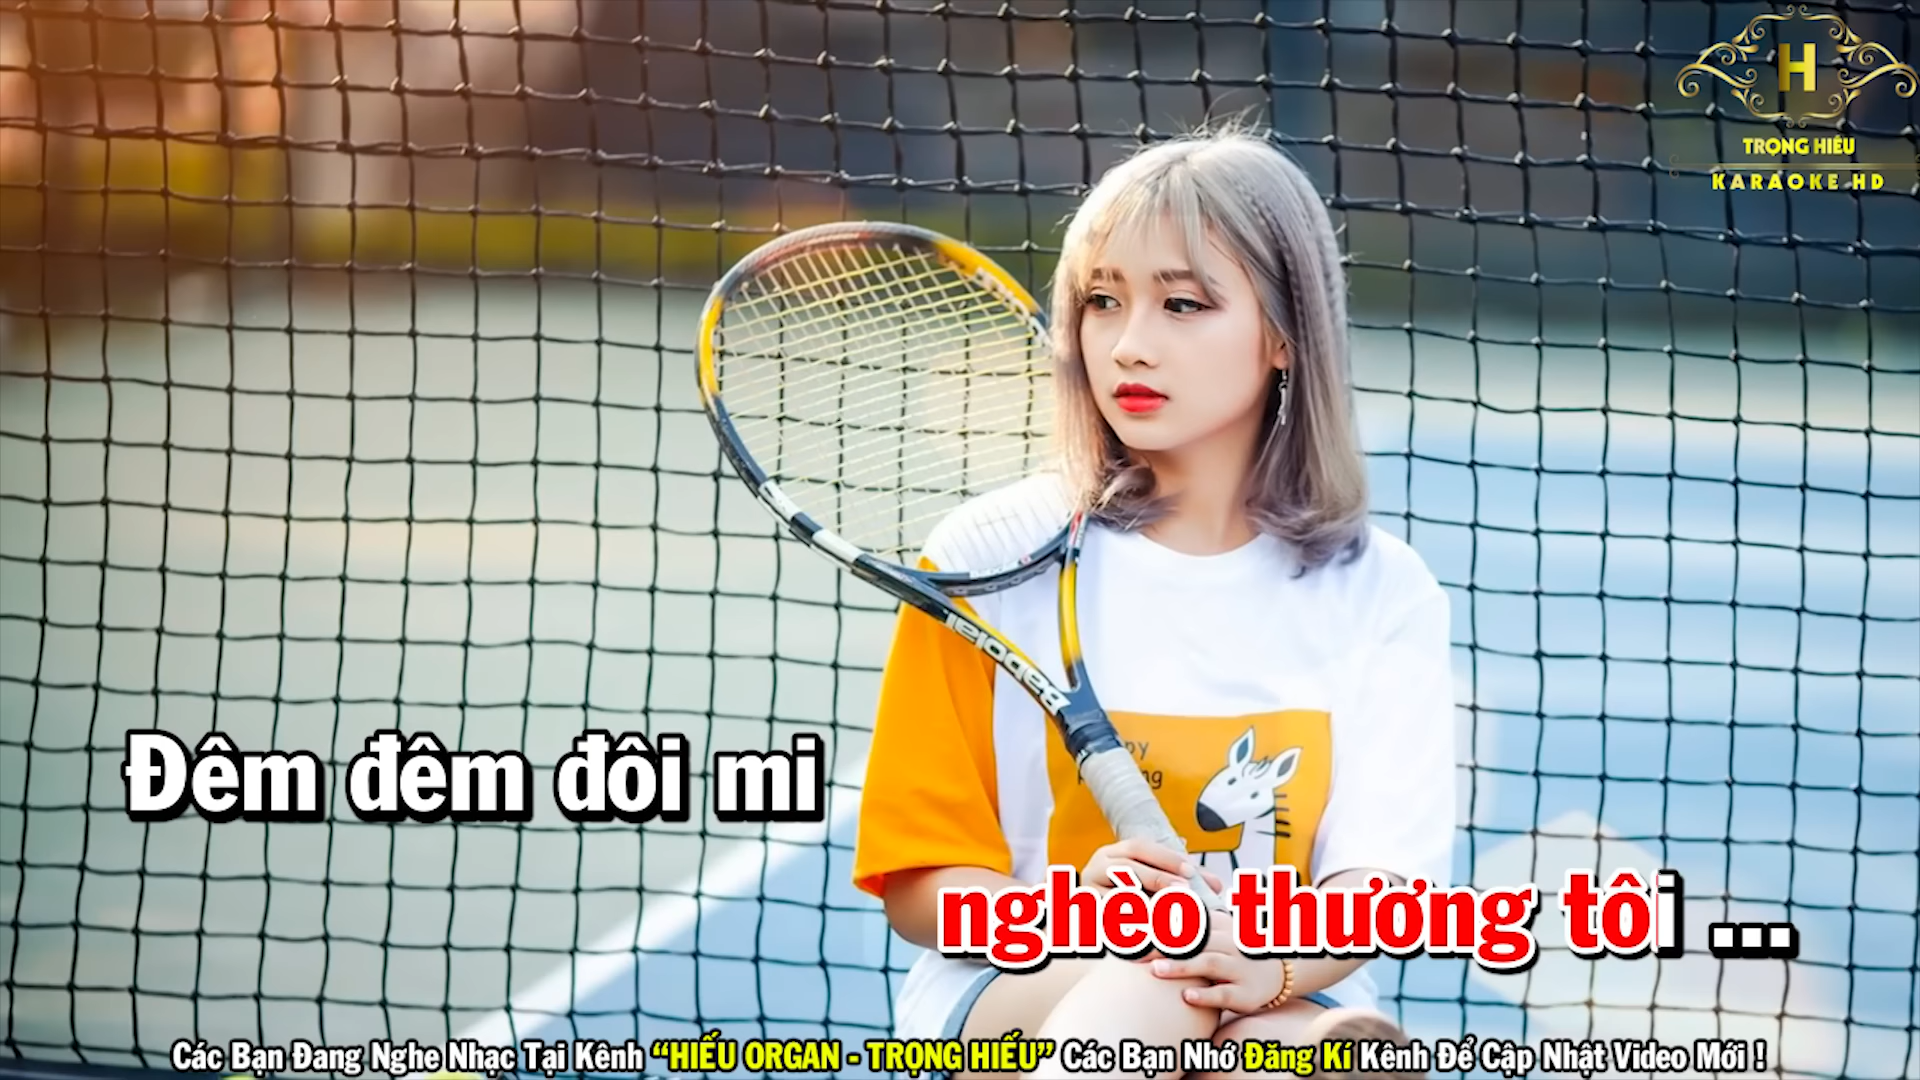 H
TRỌNG HIẾU
KARAOKE HD
Babolat
Đêm đêm đôi mi
nghèo thương tôi ...
Các Bạn Đang Nghe Nhạc Tại Kênh “HIẾU ORGAN - TRỌNG HIẾU” Các Bạn Nhớ Đăng Kí Kênh Để Cập Nhật Video Mới !